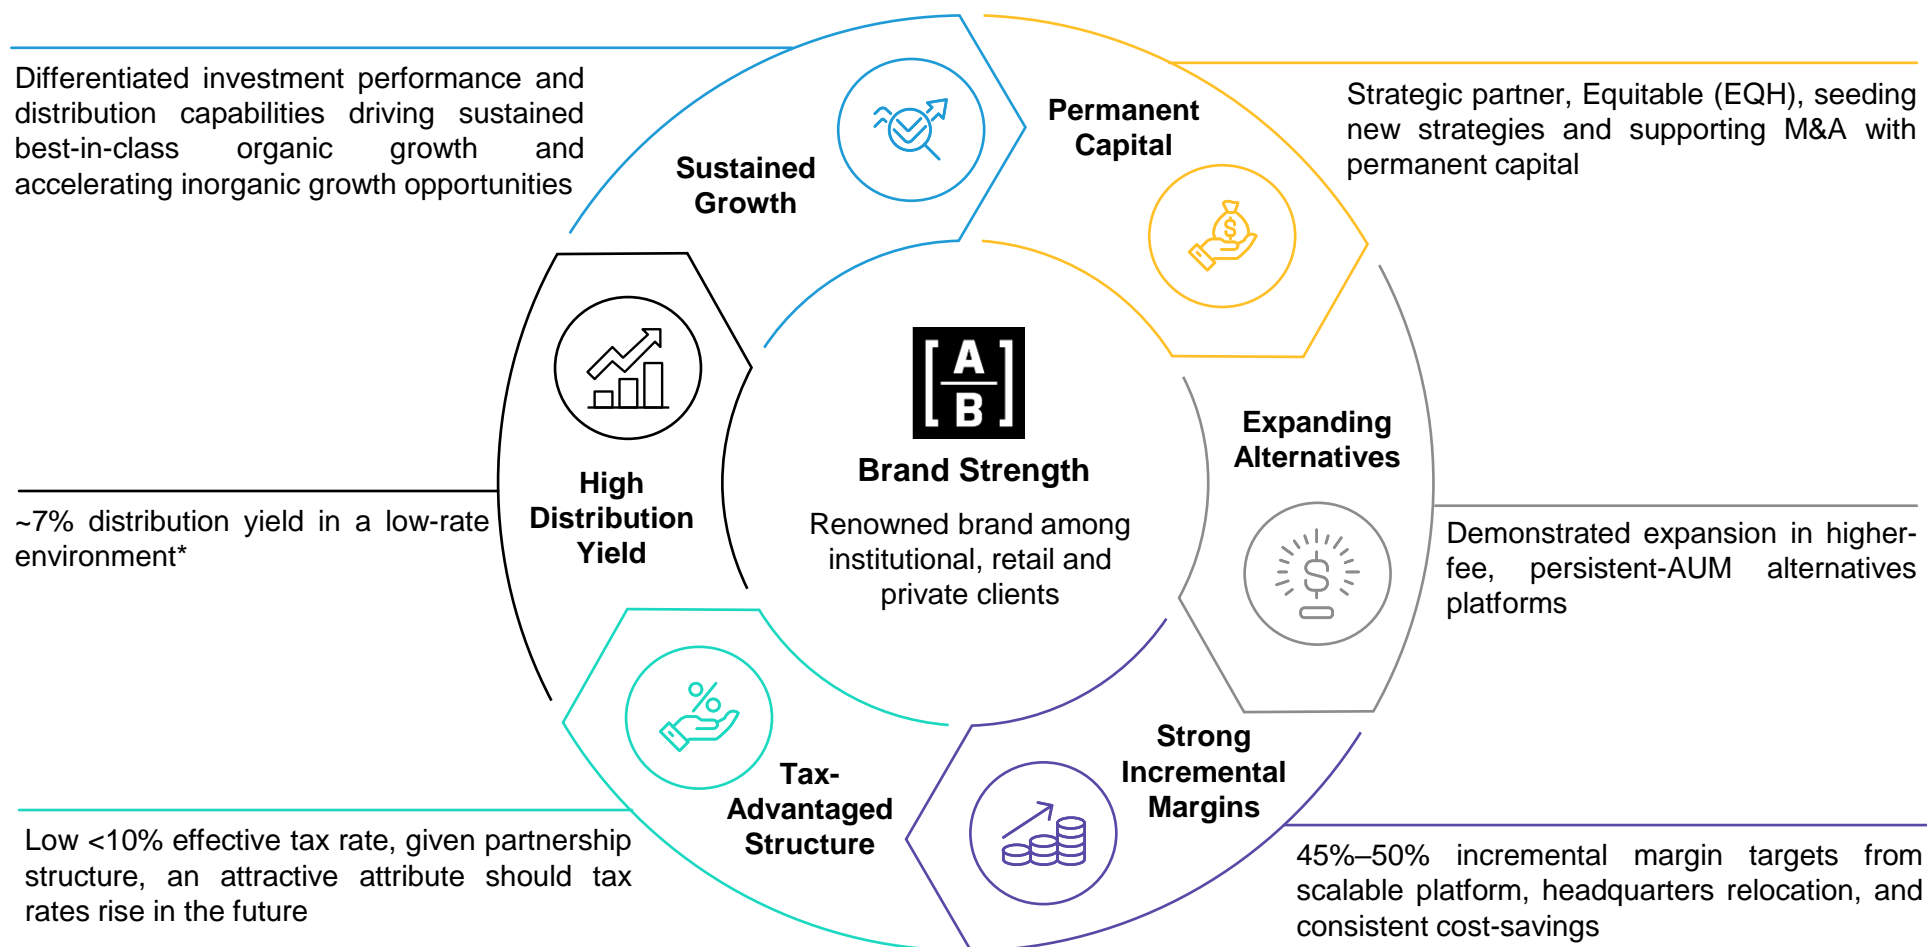 Differentiated investment performance and
distribution capabilities driving sustained
best-in-class organic growth and
accelerating inorganic growth opportunities
Sustained
Growth
Permanent
Capital
Strategic partner, Equitable (EQH), seeding
new strategies and supporting M&A with
permanent capital
$
[A
B]
Brand Strength
Renowned brand among
institutional, retail and
private clients
High
Distribution
Yield
~7% distribution yield in a low-rate
environment*
Expanding
Alternatives
$
Demonstrated expansion in higher-
fee, persistent-AUM alternatives
platforms
%
Tax-
Advantaged
Structure
Low <10% effective tax rate, given partnership
structure, an attractive attribute should tax
rates rise in the future
Strong
Incremental
Margins
45%–50% incremental margin targets from
scalable platform, headquarters relocation, and
consistent cost-savings